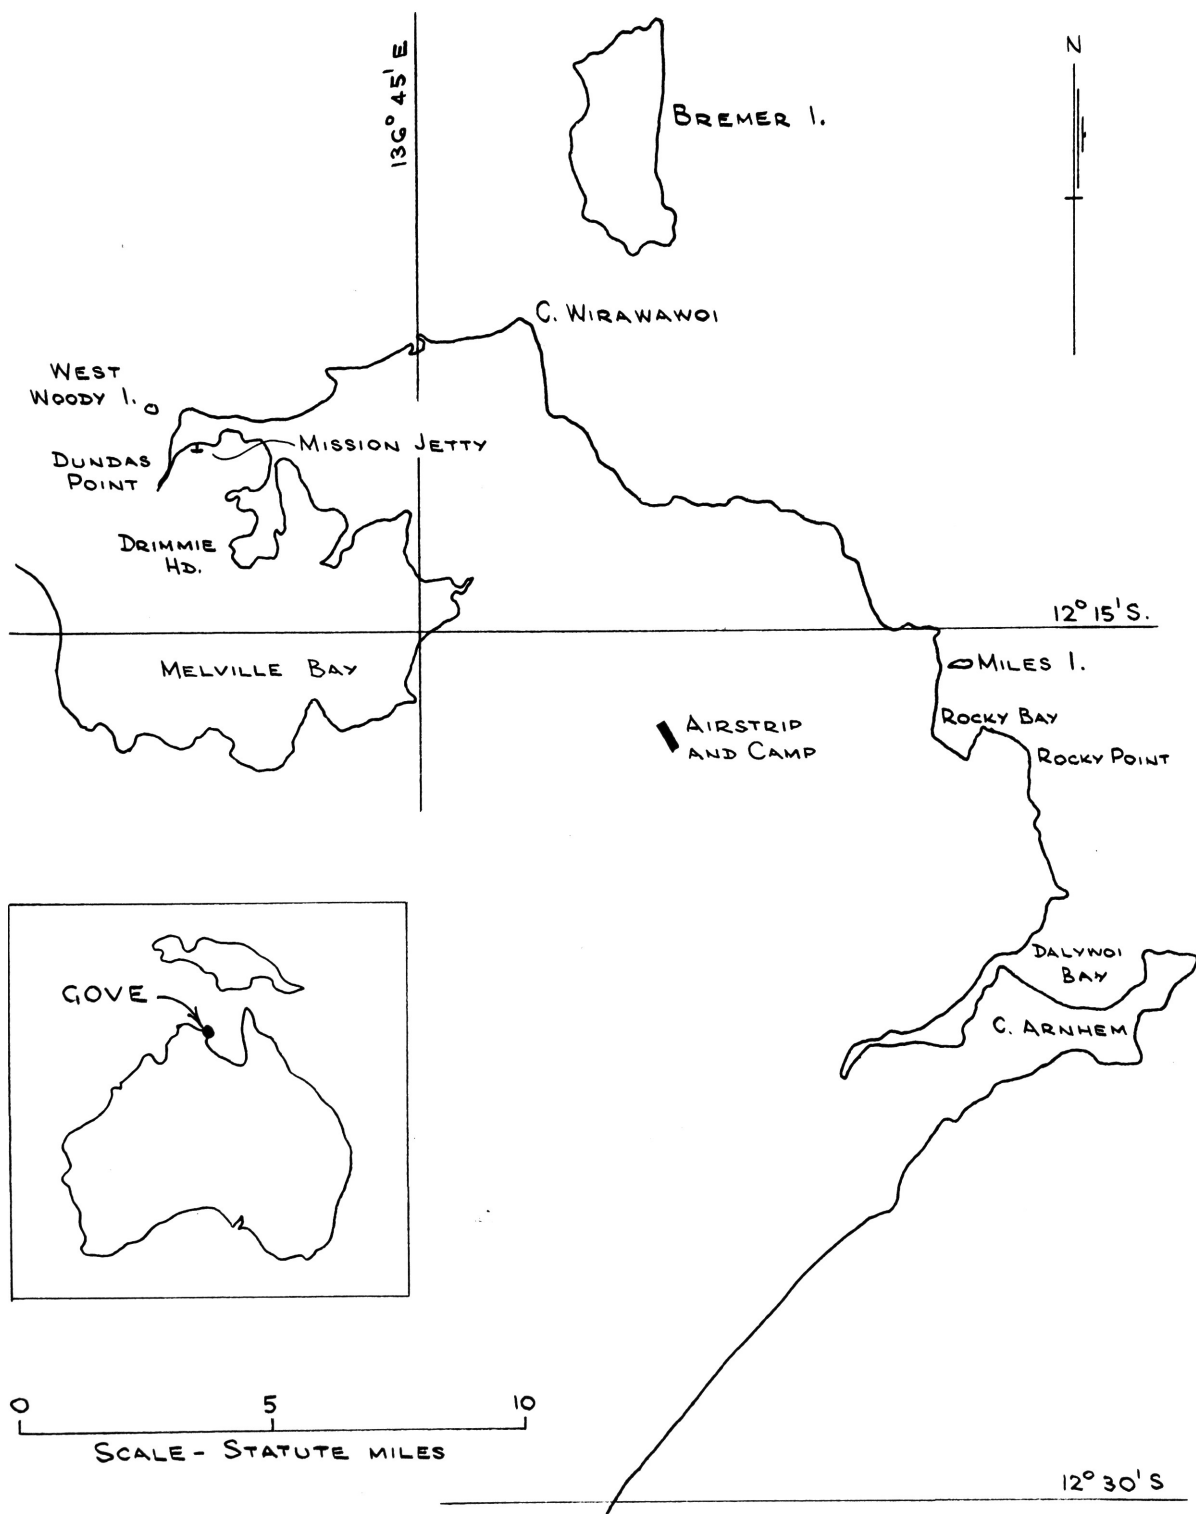 N
136° 45' E
BREMER I.
C. WIRAWAWOI
WEST
WOODY I.
MISSION JETTY
DUNDAS
POINT
DRIMMIE
HD.
12° 15' S.
MELVILLE BAY
MILES I.
ROCKY BAY
AIRSTRIP
AND CAMP
ROCKY POINT
DALYWOI
BAY
GOVE
C. ARNHEM
0 5 10
SCALE - STATUTE MILES
12° 30' S